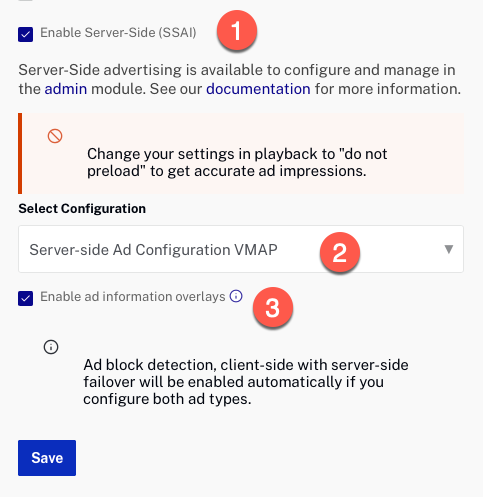 Enable Server-Side (SSAI)
1
Server-Side advertising is available to configure and manage in
the admin module. See our documentation for more information.
Change your settings in playback to "do not
preload" to get accurate ad impressions.
Select Configuration
Server-side Ad Configuration VMAP
2
Enable ad information overlays
3
Ad block detection, client-side with server-side
failover will be enabled automatically if you
configure both ad types.
Save